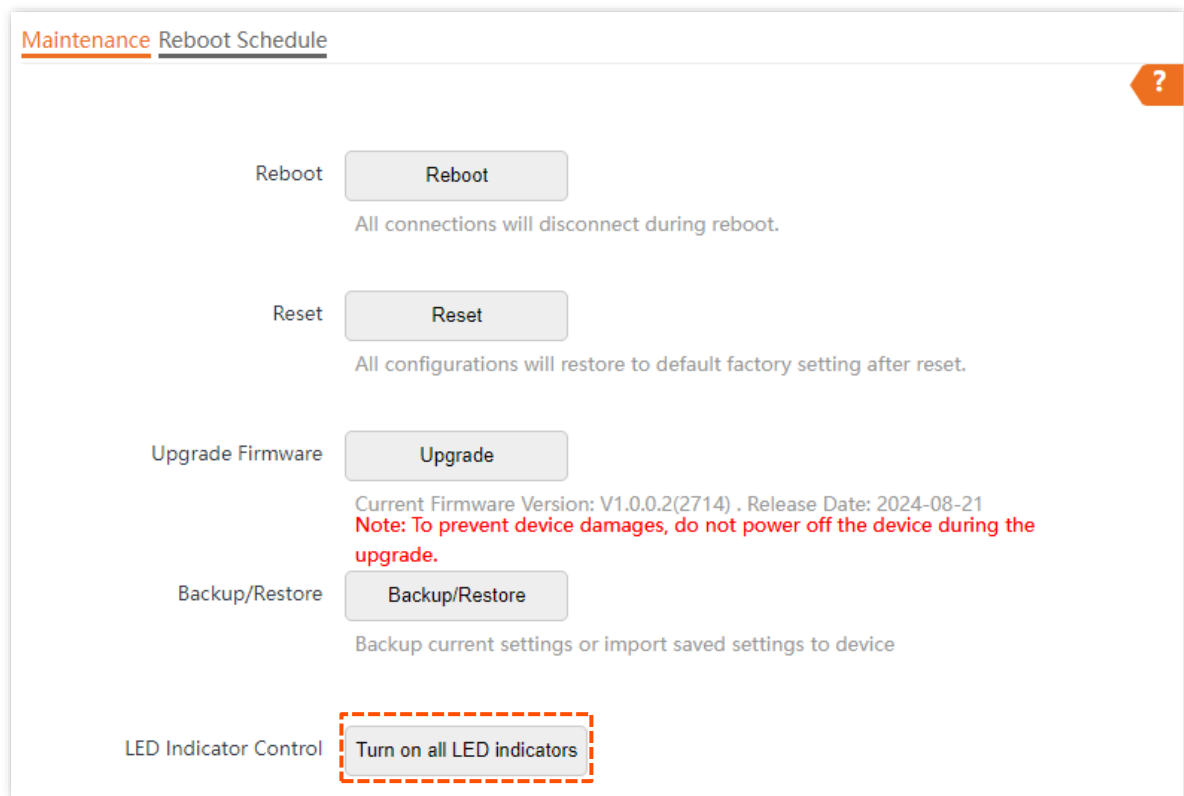 Maintenance Reboot Schedule
?
Reboot Reboot
All connections will disconnect during reboot.
Reset Reset
All configurations will restore to default factory setting after reset.
Upgrade Firmware Upgrade
Current Firmware Version: V1.0.0.2(2714) . Release Date: 2024-08-21
Note: To prevent device damages, do not power off the device during the
upgrade.
Backup/Restore Backup/Restore
Backup current settings or import saved settings to device
LED Indicator Control Turn on all LED indicators